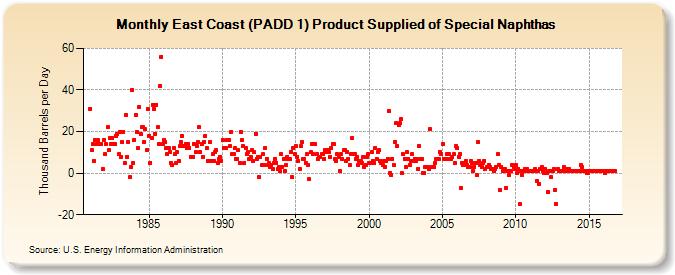 Monthly East Coast (PADD 1) Product Supplied of Special Naphthas
Thousand Barrels per Day
60
40
20
0
-20
1985 1990 1995 2000 2005 2010 2015
Source: U.S. Energy Information Administration